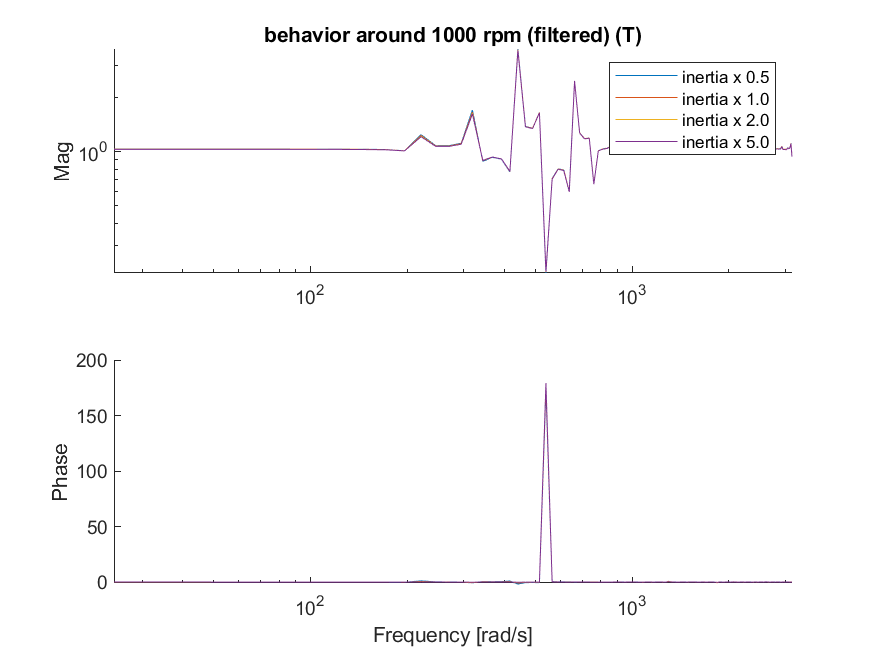 behavior around 1000 rpm (filtered) (T)
inertia x 0.5
inertia x 1.0
inertia x 2.0
inertia x 5.0
Mag
10^0
10^2
10^3
200
150
100
50
0
Phase
10^2
10^3
Frequency [rad/s]